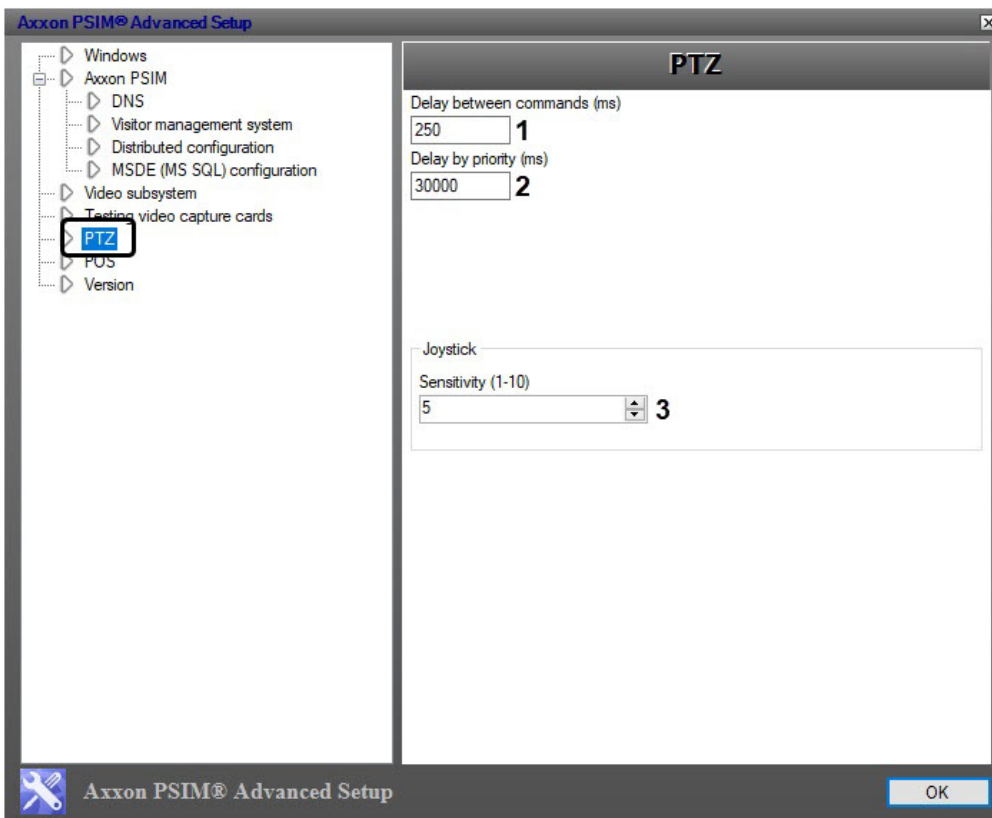 Axxon PSIM® Advanced Setup
Windows
Axxon PSIM
DNS
Visitor management system
Distributed configuration
MSDE (MS SQL) configuration
Video subsystem
Testing video capture cards
PTZ
POS
Version
PTZ
Delay between commands (ms)
250 1
Delay by priority (ms)
30000 2
Joystick
Sensitivity (1-10)
5 3
Axxon PSIM® Advanced Setup
OK